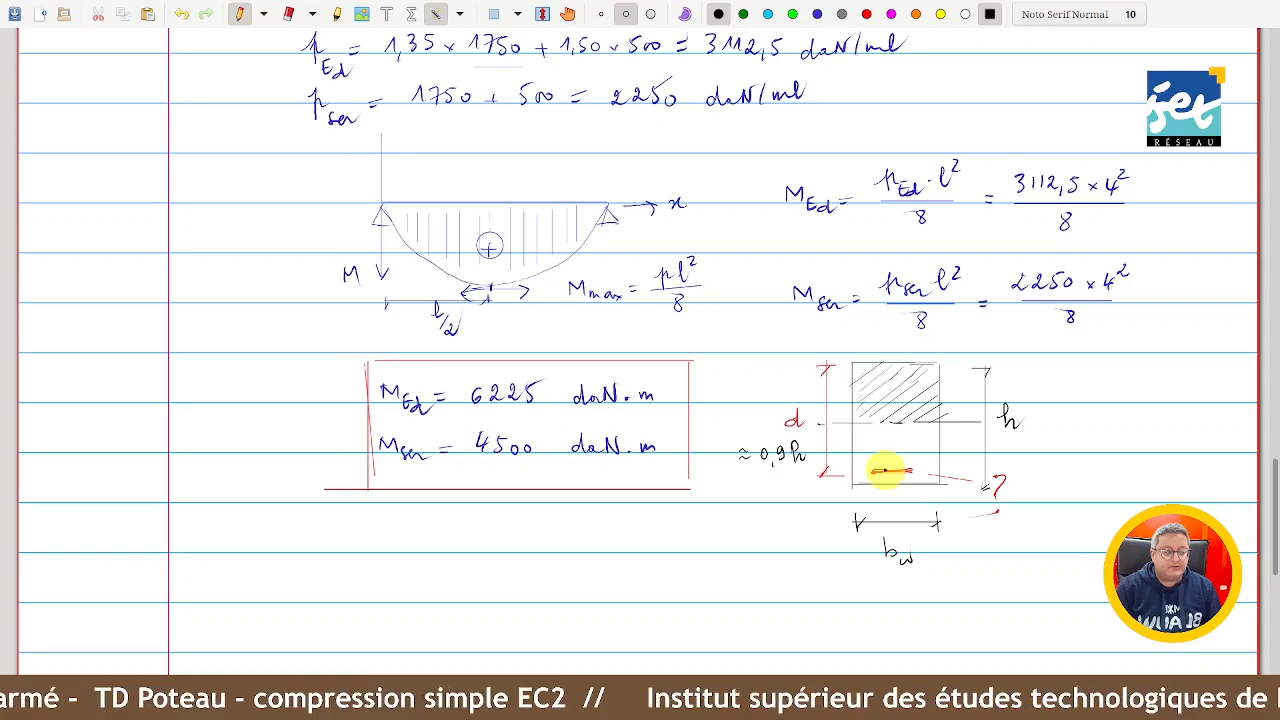 Noto Serif Normal 10
p_Ed = 1,35 × 1750 + 1,50 × 500 = 3112,5 daN/ml
p_ser = 1750 + 500 = 2250 daN/ml
iset
RÉSEAU
M_Ed = p_Ed · l² / 8 = 3112,5 × 4² / 8
x
+
M
l/2
M_max = pl² / 8
M_ser = p_ser l² / 8 = 2250 × 4² / 8
M_Ed = 6225 daN.m
M_ser = 4500 daN.m
d
≈ 0,9h
h
?
b_w
armé - TD Poteau - compression simple EC2 // Institut supérieur des études technologiques de